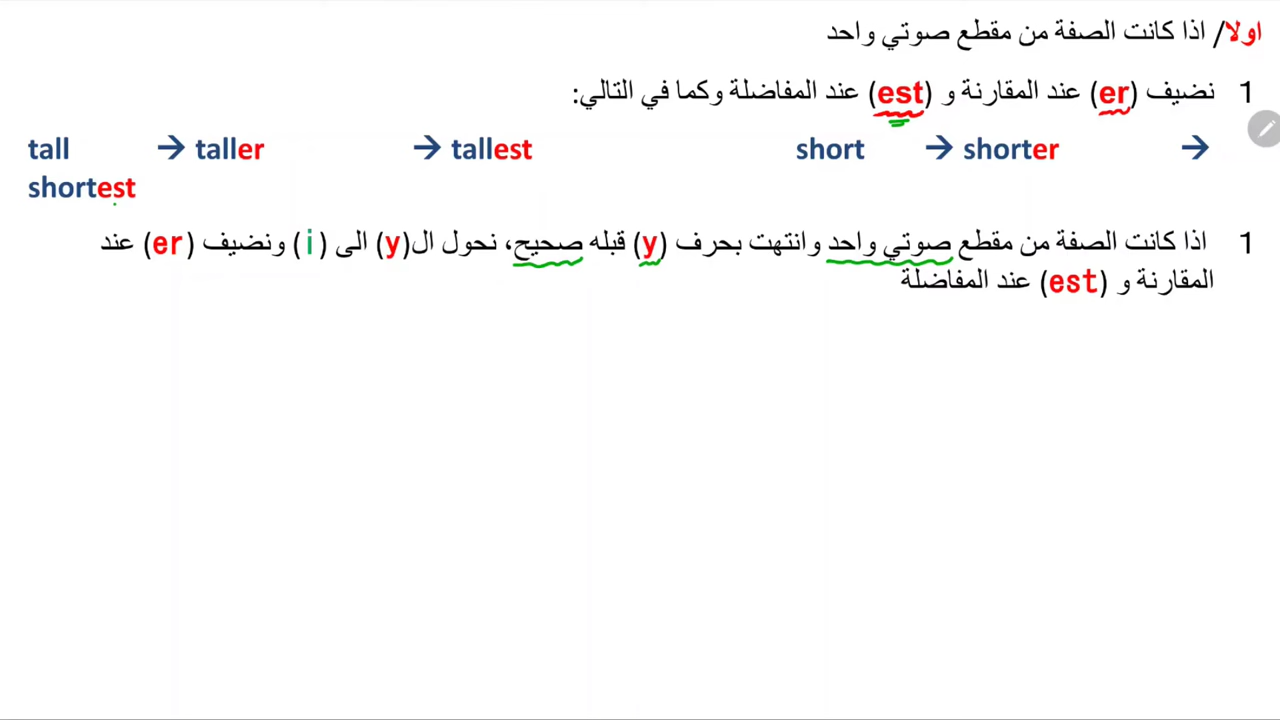 اولا/ اذا كانت الصفة من مقطع صوتي واحد
1 نضيف (er) عند المقارنة و (est) عند المفاضلة وكما في التالي:
tall → taller → tallest short → shorter →
shortest
1 اذا كانت الصفة من مقطع صوتي واحد وانتهت بحرف (y) قبله صحيح، نحول ال(y) الى (i) ونضيف (er) عند
المقارنة و (est) عند المفاضلة